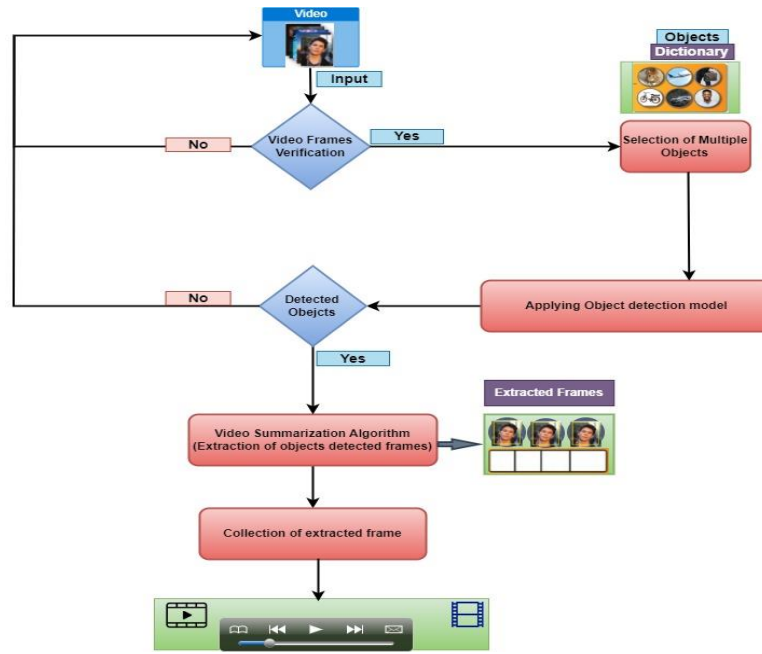 Video
Input
Objects
Dictionary
No
Video Frames
Verification
Yes
Selection of Multiple
Objects
No
Detected
Obejcts
Applying Object detection model
Yes
Extracted Frames
Video Summarization Algorithm
(Extraction of objects detected frames)
Collection of extracted frame